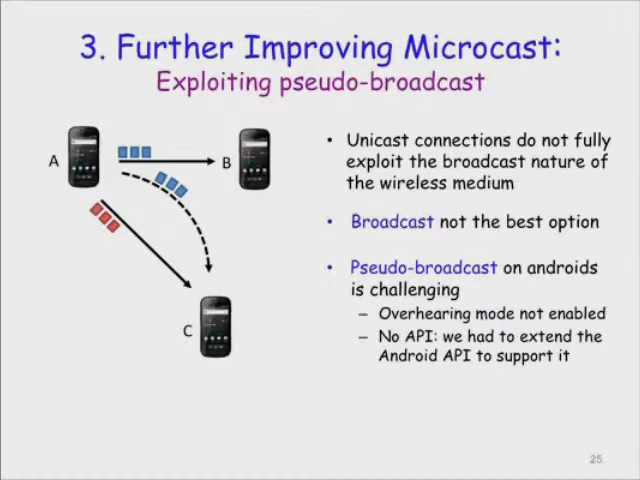 3. Further Improving Microcast:
Exploiting pseudo-broadcast
A
B
C
• Unicast connections do not fully
exploit the broadcast nature of
the wireless medium
• Broadcast not the best option
• Pseudo-broadcast on androids
is challenging
– Overhearing mode not enabled
– No API: we had to extend the
Android API to support it
25